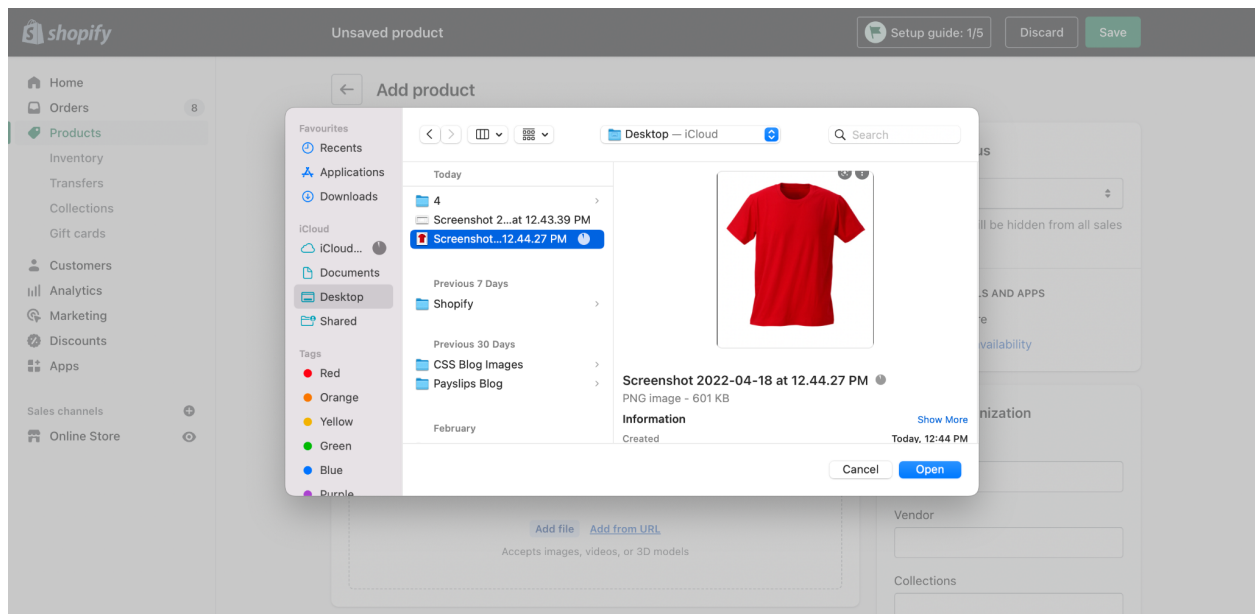 shopify
Unsaved product
Setup guide: 1/5
Discard
Save
Home
Orders
8
Products
Inventory
Transfers
Collections
Gift cards
Customers
Analytics
Marketing
Discounts
Apps
Sales channels
Online Store
Add product
Favourites
Recents
Applications
Downloads
iCloud
iCloud...
Documents
Desktop
Shared
Tags
Red
Orange
Yellow
Green
Blue
Purple
Desktop — iCloud
Search
Today
4
Screenshot 2...at 12.43.39 PM
Screenshot...12.44.27 PM
Previous 7 Days
Shopify
Previous 30 Days
CSS Blog Images
Payslips Blog
February
Screenshot 2022-04-18 at 12.44.27 PM
PNG image - 601 KB
Information
Show More
Created
Today, 12:44 PM
Cancel
Open
Add file
Add from URL
Accepts images, videos, or 3D models
be hidden from all sales
AND APPS
Vendor
Collections